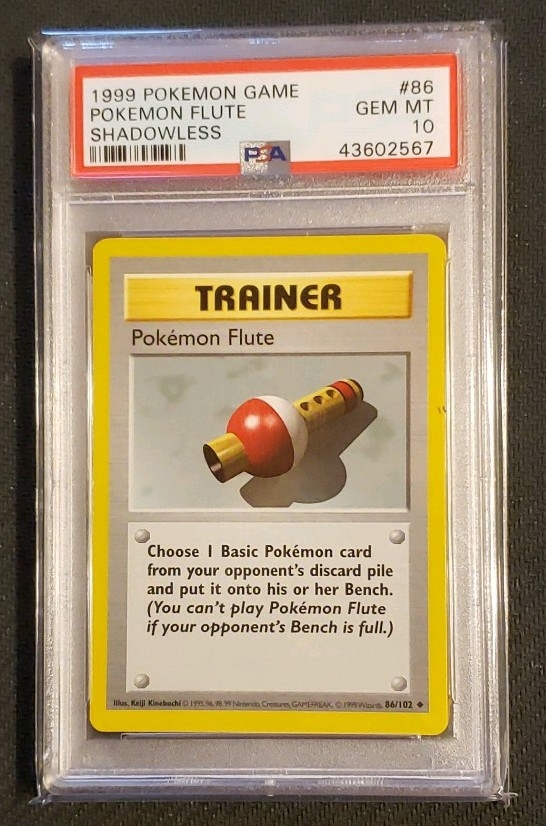 1999 POKEMON GAME #86
POKEMON FLUTE GEM MT
SHADOWLESS 10
PSA 43602567
TRAINER
Pokémon Flute
Choose 1 Basic Pokémon card
from your opponent's discard pile
and put it onto his or her Bench.
(You can't play Pokémon Flute
if your opponent's Bench is full.)
Illus. Keiji Kinebuchi © 1995, 96, 98, 99 Nintendo, Creatures, GAMEFREAK. © 1999 Wizards. 86/102